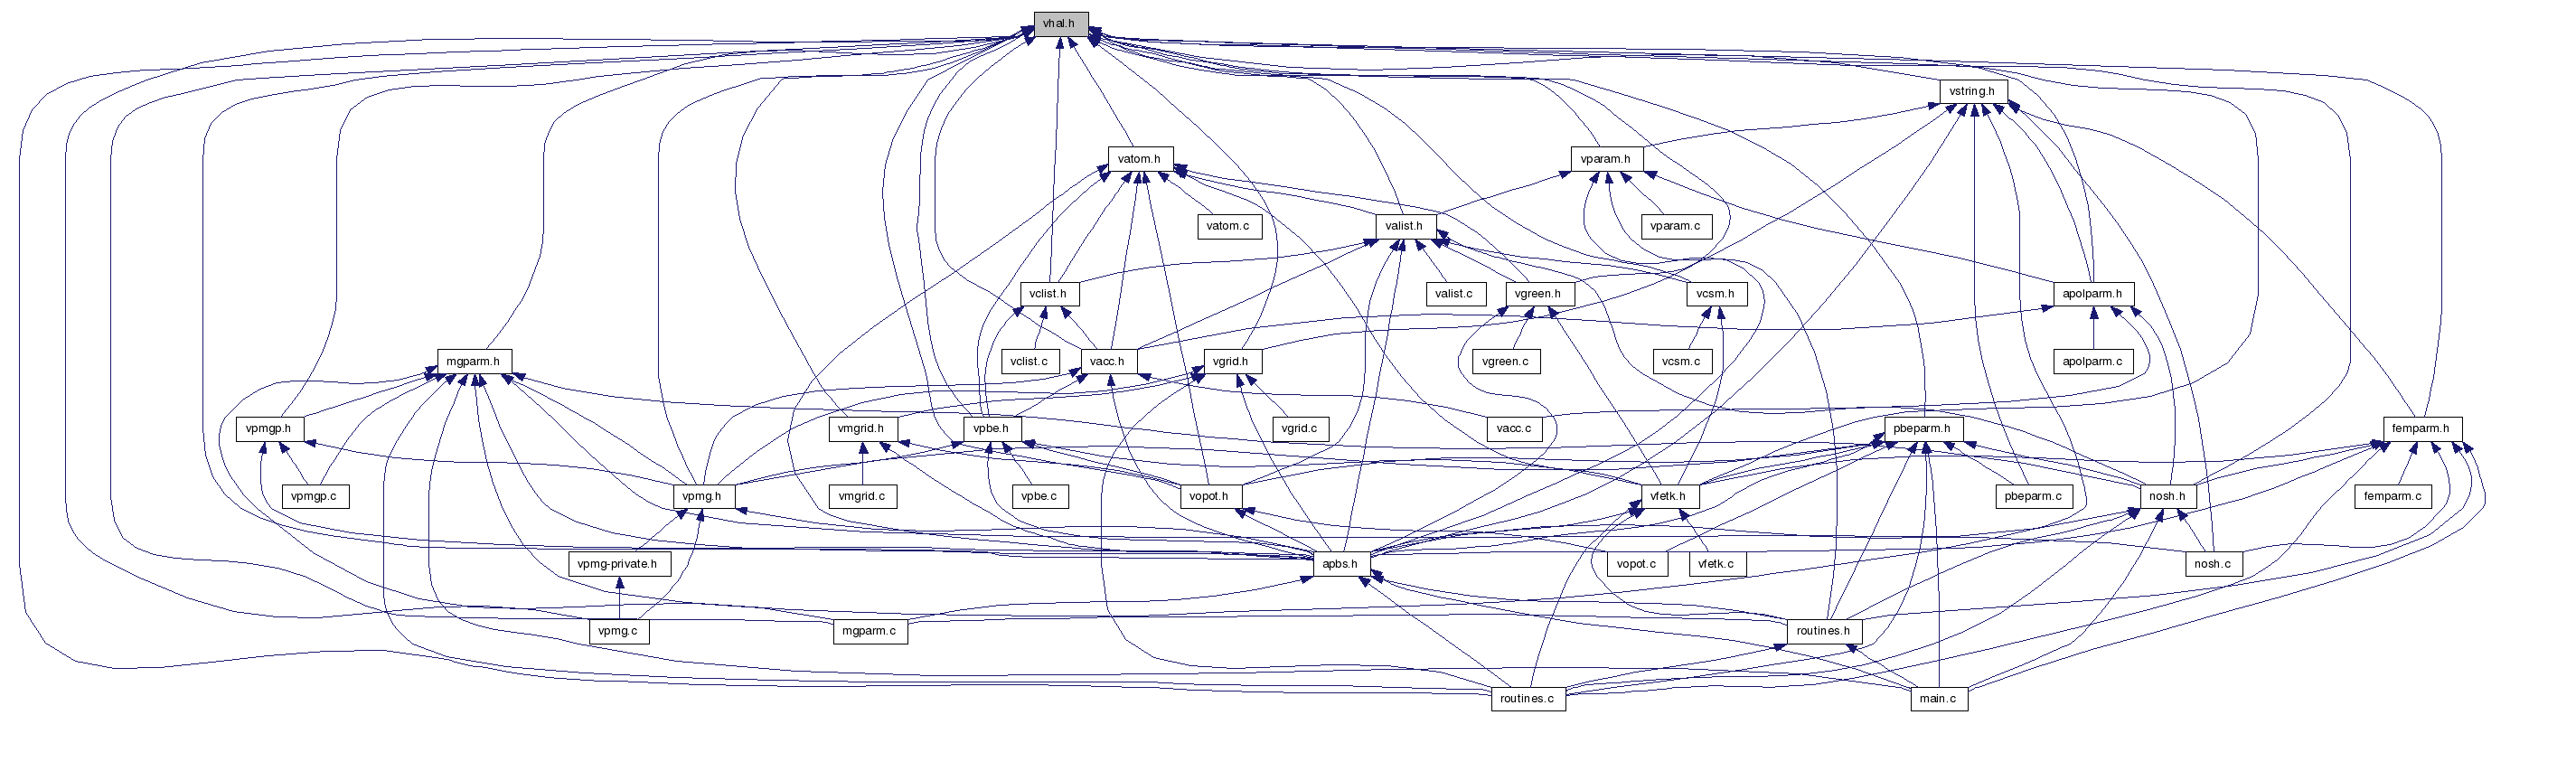 vhal.h
vstring.h
vatom.h
vparam.h
vatom.c
valist.h
vparam.c
vclist.h
valist.c
vgreen.h
vcsm.h
apolparm.h
mgparm.h
vclist.c
vacc.h
vgrid.h
vgreen.c
vcsm.c
apolparm.c
vpmgp.h
vmgrid.h
vpbe.h
vgrid.c
vacc.c
pbeparm.h
femparm.h
vpmgp.c
vpmg.h
vmgrid.c
vpbe.c
vopot.h
vfetk.h
pbeparm.c
nosh.h
femparm.c
vpmg-private.h
apbs.h
vopot.c
vfetk.c
nosh.c
vpmg.c
mgparm.c
routines.h
routines.c
main.c